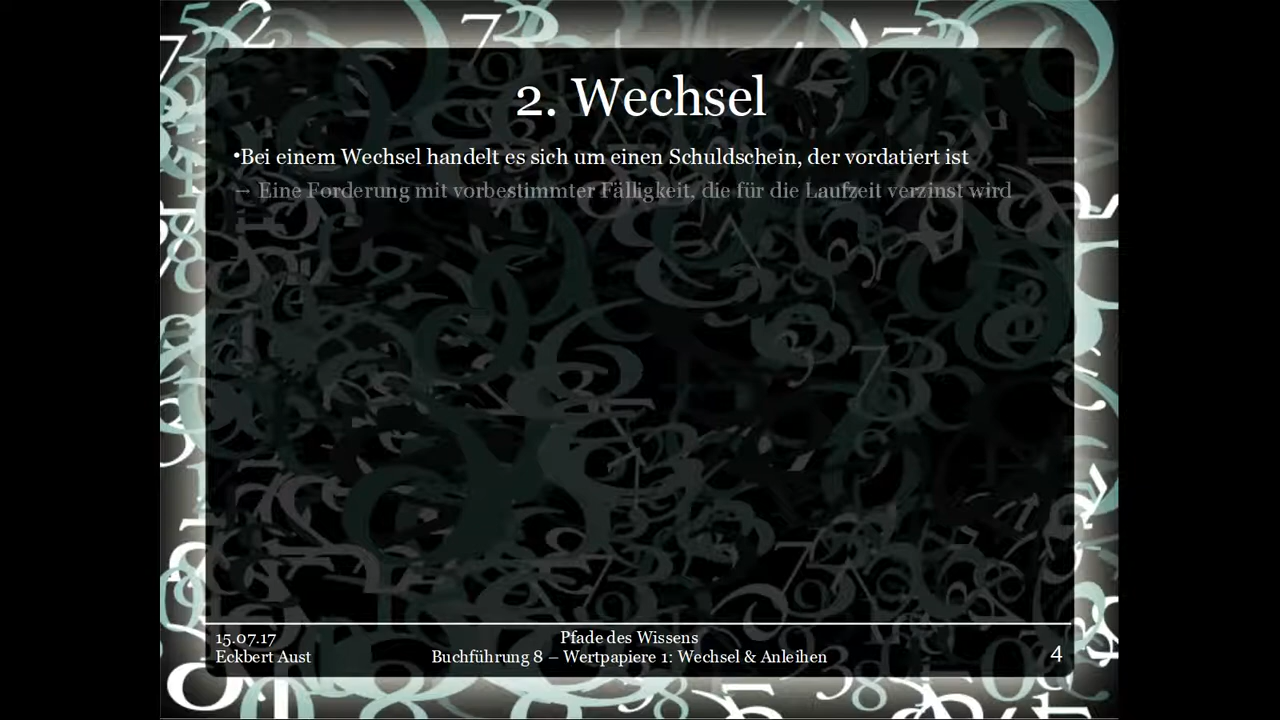 2. Wechsel
•Bei einem Wechsel handelt es sich um einen Schuldschein, der vordatiert ist
– Eine Forderung mit vorbestimmter Fälligkeit, die für die Laufzeit verzinst wird
15.07.17
Pfade des Wissens
Eckbert Aust
Buchführung 8 – Wertpapiere 1: Wechsel & Anleihen
4